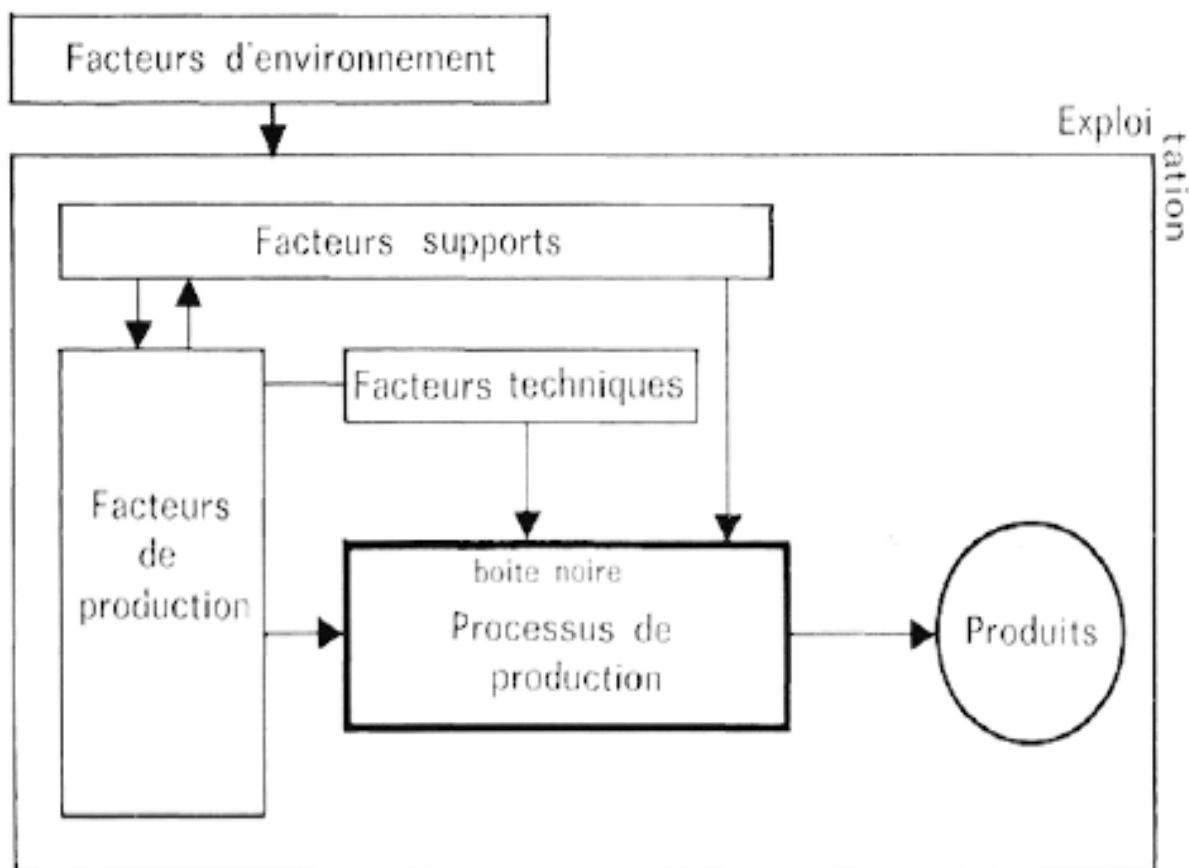 Facteurs d'environnement
Exploi
tation
Facteurs supports
Facteurs techniques
Facteurs
de
production
boite noire
Processus de
production
Produits